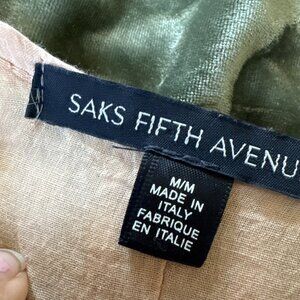 SAKS FIFTH AVENU
M/M
MADE IN
ITALY
FABRIQUE
EN ITALIE